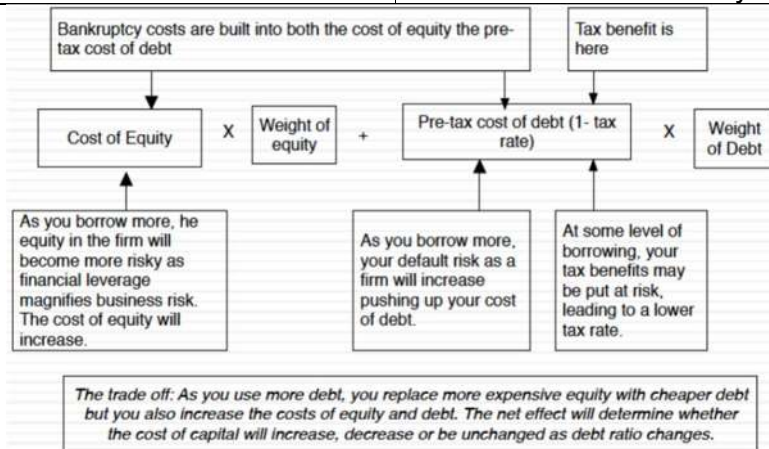 Bankruptcy costs are built into both the cost of equity the pre-
tax cost of debt
Tax benefit is
here
Cost of Equity
X
Weight of
equity
+
Pre-tax cost of debt (1- tax
rate)
X
Weight
of Debt
As you borrow more, he
equity in the firm will
become more risky as
financial leverage
magnifies business risk.
The cost of equity will
increase.
As you borrow more,
your default risk as a
firm will increase
pushing up your cost
of debt.
At some level of
borrowing, your
tax benefits may
be put at risk,
leading to a lower
tax rate.
The trade off: As you use more debt, you replace more expensive equity with cheaper debt
but you also increase the costs of equity and debt. The net effect will determine whether
the cost of capital will increase, decrease or be unchanged as debt ratio changes.